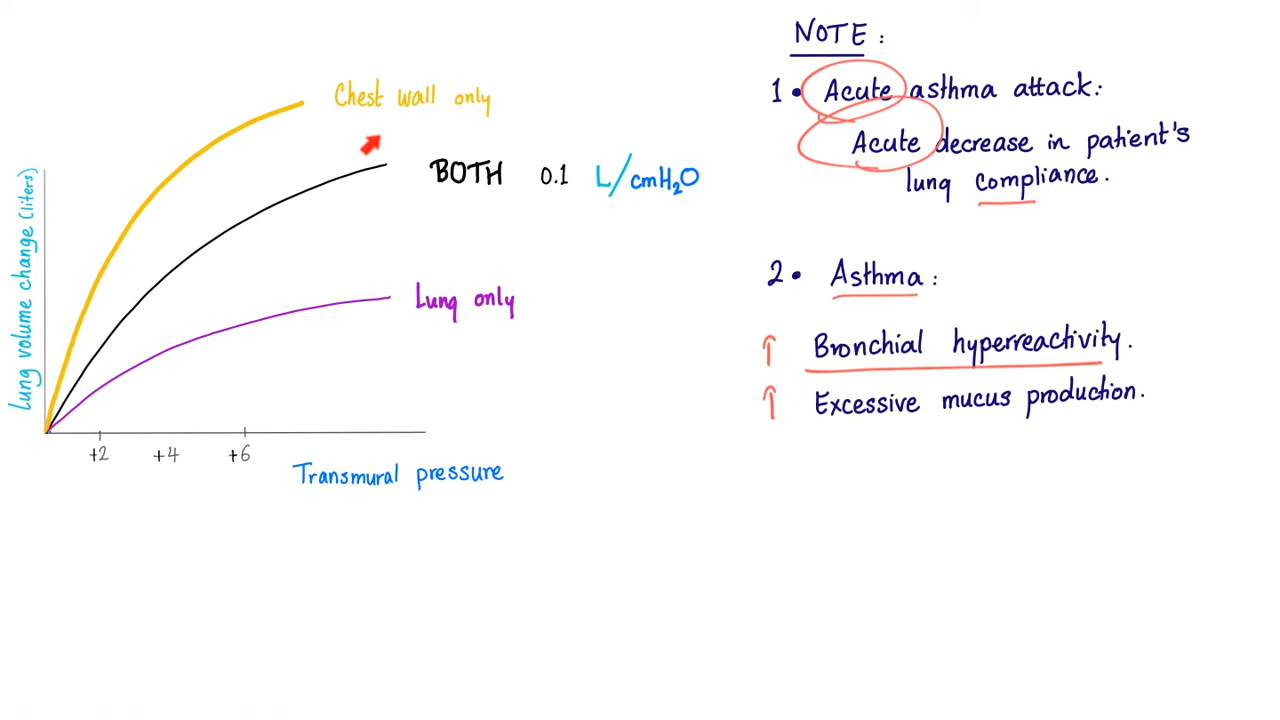 Chest wall only
BOTH 0.1 L/cmH₂O
Lung only
Lung volume change (liters)
+2 +4 +6
Transmural pressure
NOTE:
1• Acute asthma attack:
Acute decrease in patient's
lung compliance.
2• Asthma:
↑ Bronchial hyperreactivity.
↑ Excessive mucus production.